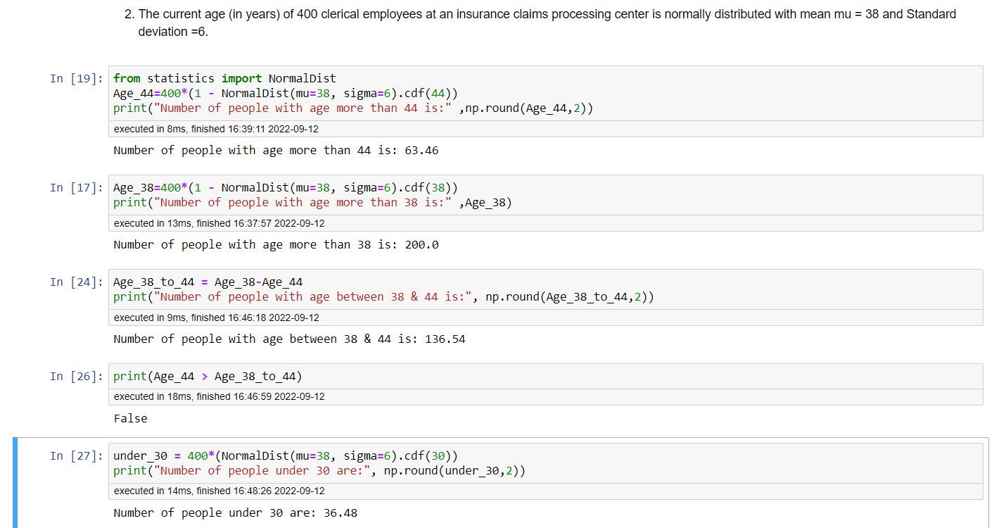 2. The current age (in years) of 400 clerical employees at an insurance claims processing center is normally distributed with mean mu = 38 and Standard
deviation =6.
In [19]: from statistics import NormalDist
Age_44=400*(1 - NormalDist(mu=38, sigma=6).cdf(44))
print("Number of people with age more than 44 is:" ,np.round(Age_44,2))
executed in 8ms, finished 16:39:11 2022-09-12
Number of people with age more than 44 is: 63.46
In [17]: Age_38=400*(1 - NormalDist(mu=38, sigma=6).cdf(38))
print("Number of people with age more than 38 is:" ,Age_38)
executed in 13ms, finished 16:37:57 2022-09-12
Number of people with age more than 38 is: 200.0
In [24]: Age_38_to_44 = Age_38-Age_44
print("Number of people with age between 38 & 44 is:", np.round(Age_38_to_44,2))
executed in 9ms, finished 16:46:18 2022-09-12
Number of people with age between 38 & 44 is: 136.54
In [26]: print(Age_44 > Age_38_to_44)
executed in 18ms, finished 16:46:59 2022-09-12
False
In [27]: under_30 = 400*(NormalDist(mu=38, sigma=6).cdf(30))
print("Number of people under 30 are:", np.round(under_30,2))
executed in 14ms, finished 16:48:26 2022-09-12
Number of people under 30 are: 36.48